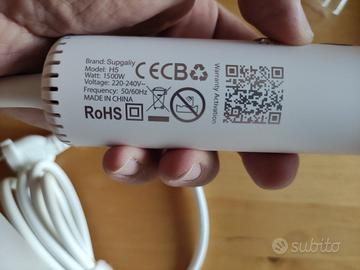 Brand: Supgaliy
Model: H5
Watt: 1500W
Voltage: 220-240V~
Frequency: 50/60Hz
MADE IN CHINA
RoHS
CE CB
Warranty Activation
subito